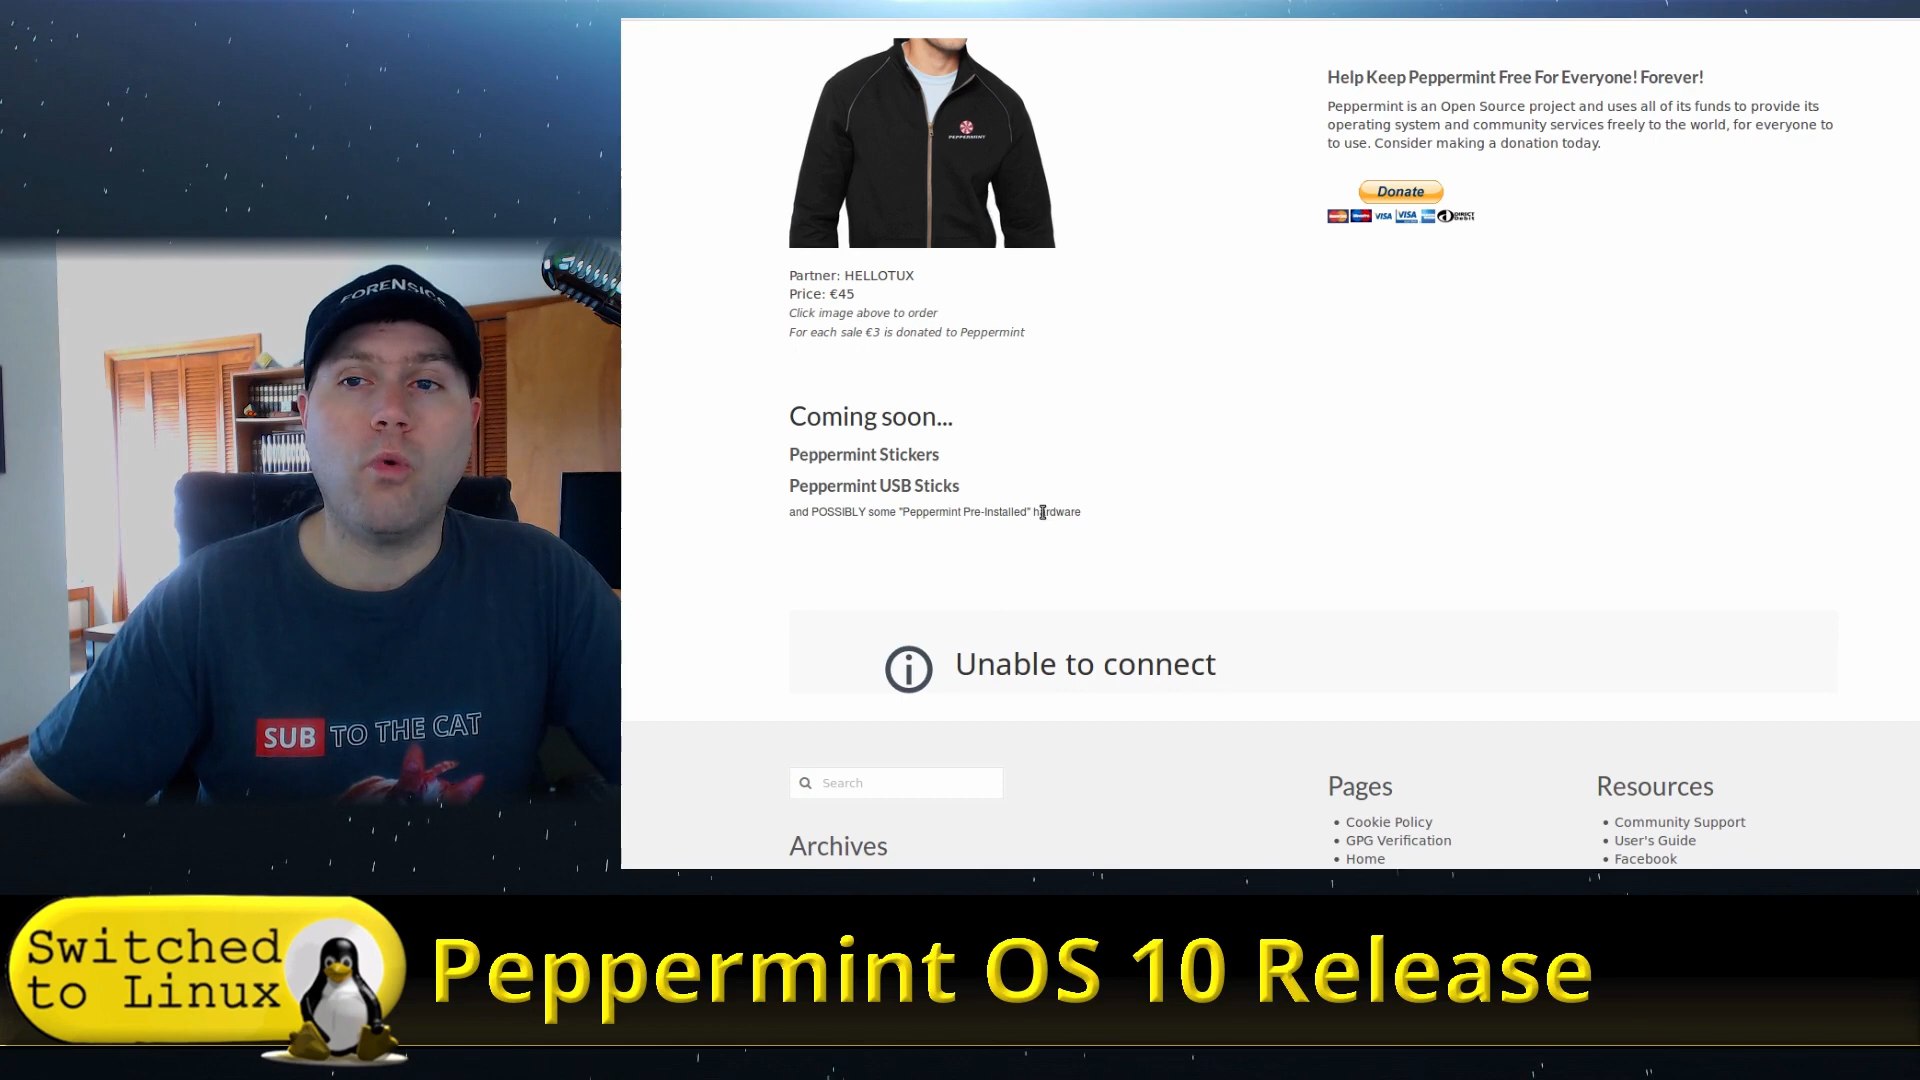 PEPPERMINT
Help Keep Peppermint Free For Everyone! Forever!
Peppermint is an Open Source project and uses all of its funds to provide its
operating system and community services freely to the world, for everyone to
to use. Consider making a donation today.
Donate
VISA VISA DIRECT Debit
Partner: HELLOTUX
Price: €45
Click image above to order
For each sale €3 is donated to Peppermint
Coming soon...
Peppermint Stickers
Peppermint USB Sticks
and POSSIBLY some "Peppermint Pre-Installed" hardware
Unable to connect
Search
Archives
Pages
• Cookie Policy
• GPG Verification
• Home
Resources
• Community Support
• User's Guide
• Facebook
FORENSICS
SUB TO THE CAT
Switched
to Linux
Peppermint OS 10 Release